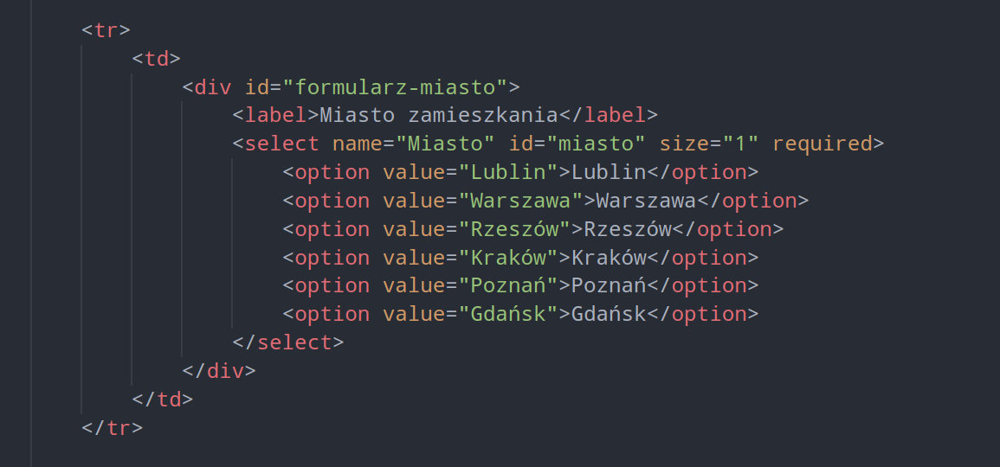 <tr>
<td>
<div id="formularz-miasto">
<label>Miasto zamieszkania</label>
<select name="Miasto" id="miasto" size="1" required>
<option value="Lublin">Lublin</option>
<option value="Warszawa">Warszawa</option>
<option value="Rzeszów">Rzeszów</option>
<option value="Kraków">Kraków</option>
<option value="Poznań">Poznań</option>
<option value="Gdańsk">Gdańsk</option>
</select>
</div>
</td>
</tr>